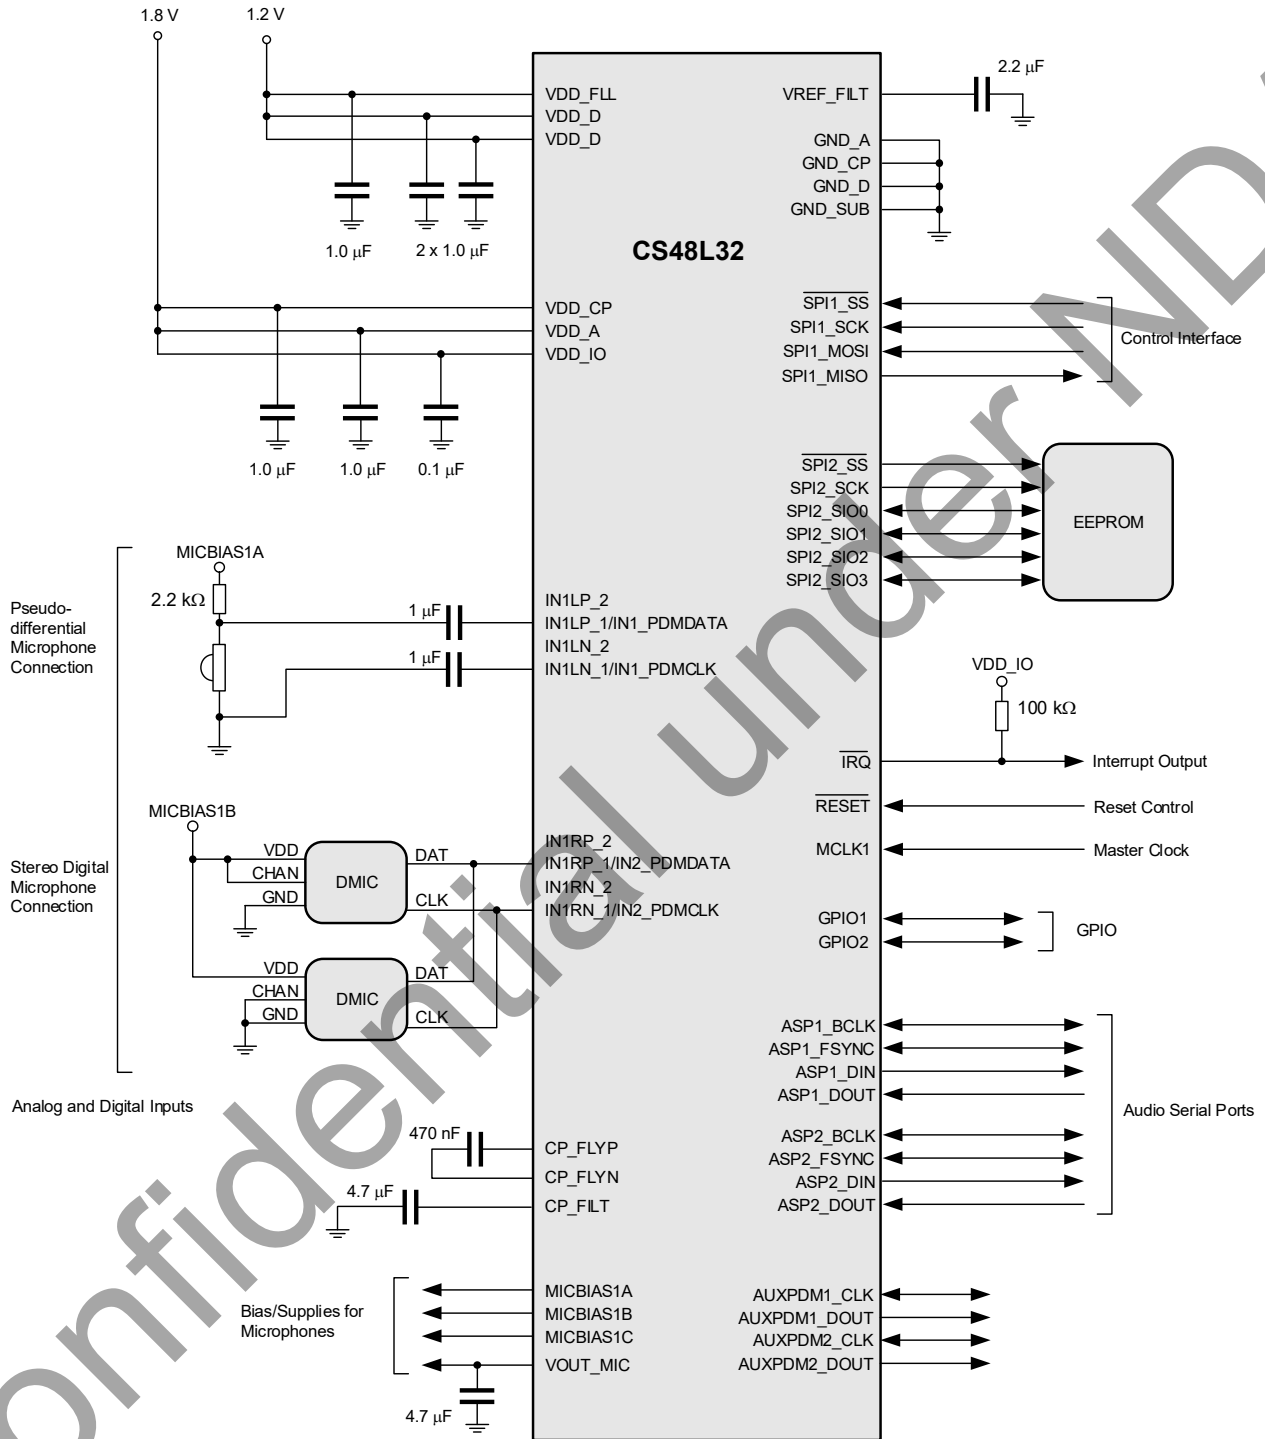 1.8 V
1.2 V
CS48L32
VDD_FLL
VDD_D
VDD_D
1.0 µF
2 x 1.0 µF
VDD_CP
VDD_A
VDD_IO
1.0 µF
1.0 µF
0.1 µF
Pseudo-
differential
Microphone
Connection
MICBIAS1A
2.2 kΩ
1 µF
1 µF
IN1LP_2
IN1LP_1/IN1_PDMDATA
IN1LN_2
IN1LN_1/IN1_PDMCLK
Stereo Digital
Microphone
Connection
MICBIAS1B
VDD
CHAN
GND
DMIC
DAT
CLK
VDD
CHAN
GND
DMIC
DAT
CLK
IN1RP_2
IN1RP_1/IN2_PDMDATA
IN1RN_2
IN1RN_1/IN2_PDMCLK
Analog and Digital Inputs
470 nF
4.7 µF
CP_FLYP
CP_FLYN
CP_FILT
Bias/Supplies for
Microphones
MICBIAS1A
MICBIAS1B
MICBIAS1C
VOUT_MIC
4.7 µF
VREF_FILT
2.2 µF
GND_A
GND_CP
GND_D
GND_SUB
SPI1_SS
SPI1_SCK
SPI1_MOSI
SPI1_MISO
Control Interface
SPI2_SS
SPI2_SCK
SPI2_SIO0
SPI2_SIO1
SPI2_SIO2
SPI2_SIO3
EEPROM
VDD_IO
100 kΩ
IRQ
Interrupt Output
RESET
Reset Control
MCLK1
Master Clock
GPIO1
GPIO2
GPIO
ASP1_BCLK
ASP1_FSYNC
ASP1_DIN
ASP1_DOUT
ASP2_BCLK
ASP2_FSYNC
ASP2_DIN
ASP2_DOUT
Audio Serial Ports
AUXPDM1_CLK
AUXPDM1_DOUT
AUXPDM2_CLK
AUXPDM2_DOUT
onfidential under ND